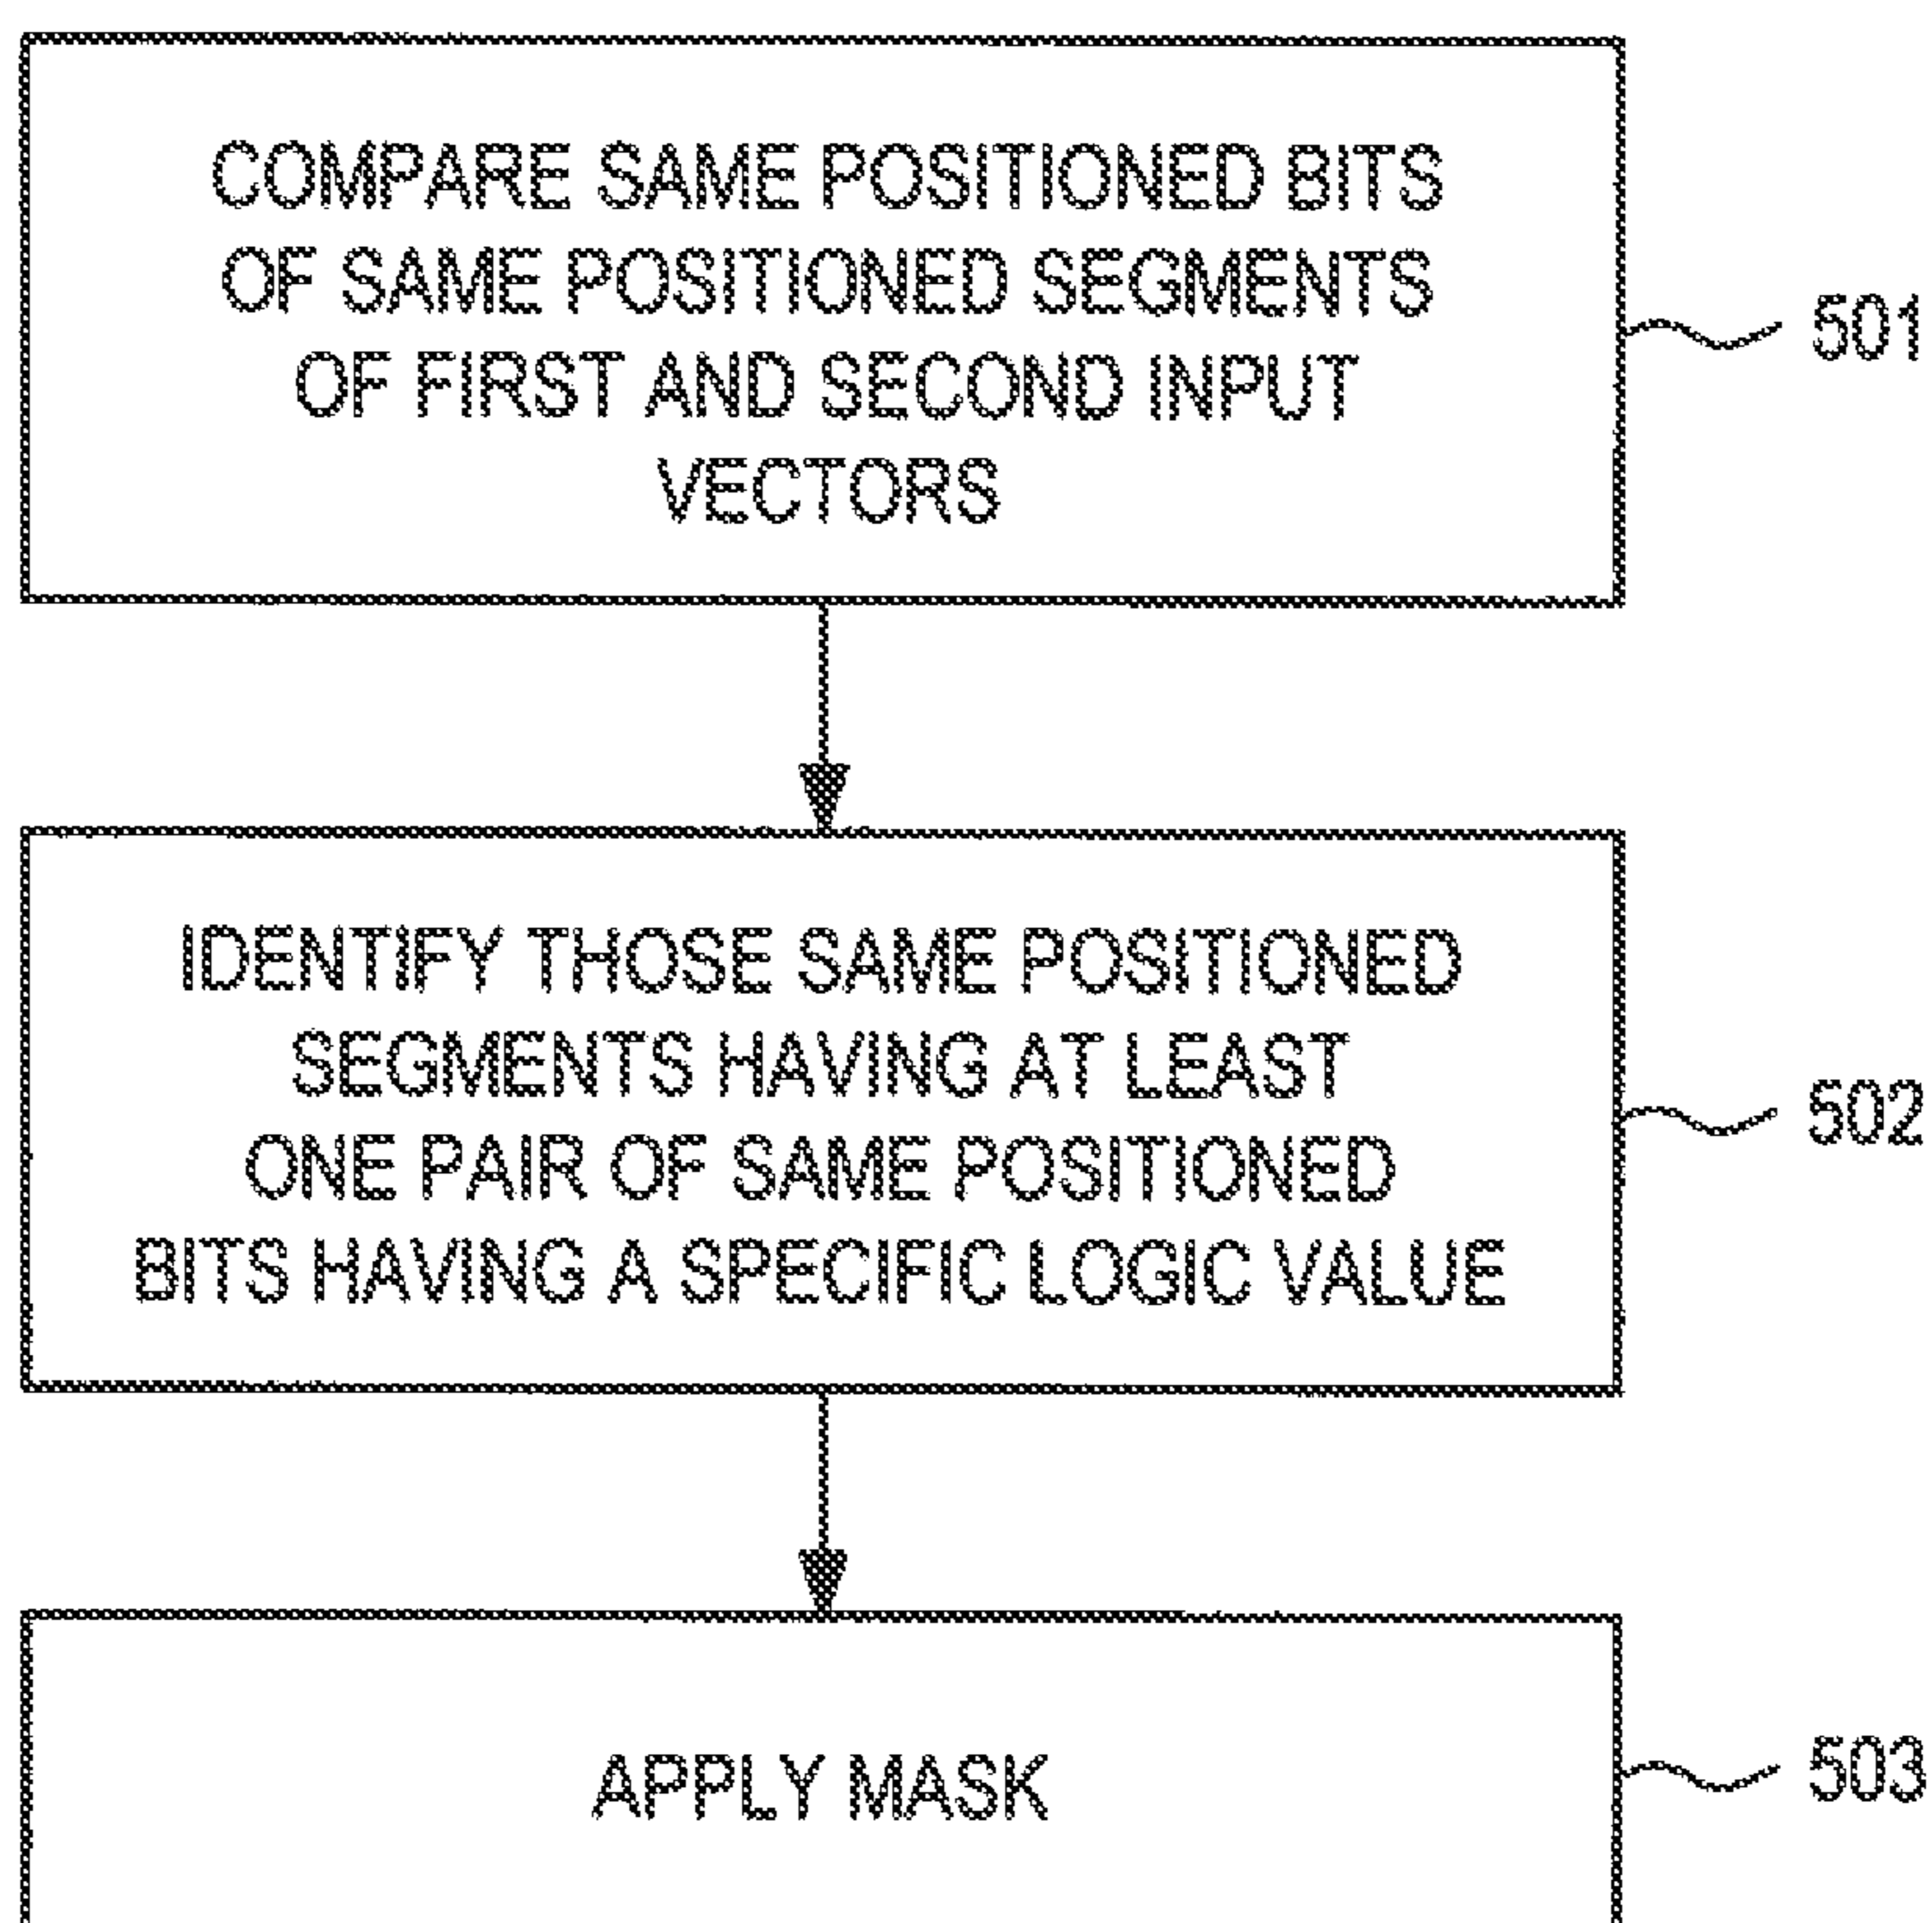 COMPARE SAME POSITIONED BITS
OF SAME POSITIONED SEGMENTS
OF FIRST AND SECOND INPUT
VECTORS
501
IDENTIFY THOSE SAME POSITIONED
SEGMENTS HAVING AT LEAST
ONE PAIR OF SAME POSITIONED
BITS HAVING A SPECIFIC LOGIC VALUE
502
APPLY MASK
503